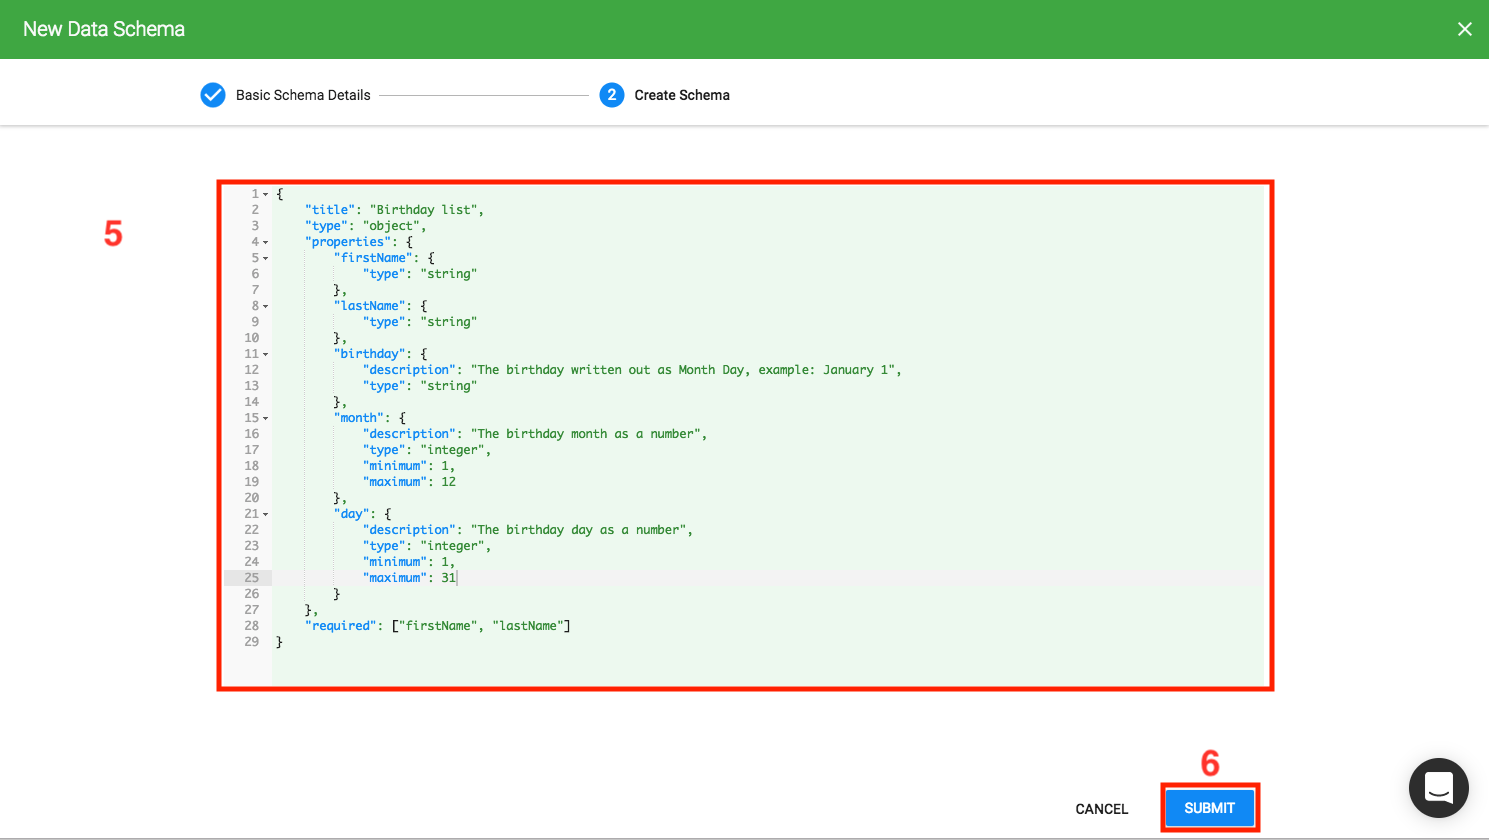 New Data Schema
Basic Schema Details
2 Create Schema
5
1 {
2 "title": "Birthday list",
3 "type": "object",
4 "properties": {
5 "firstName": {
6 "type": "string"
7 },
8 "lastName": {
9 "type": "string"
10 },
11 "birthday": {
12 "description": "The birthday written out as Month Day, example: January 1",
13 "type": "string"
14 },
15 "month": {
16 "description": "The birthday month as a number",
17 "type": "integer",
18 "minimum": 1,
19 "maximum": 12
20 },
21 "day": {
22 "description": "The birthday day as a number",
23 "type": "integer",
24 "minimum": 1,
25 "maximum": 31
26 }
27 },
28 "required": ["firstName", "lastName"]
29 }
6
CANCEL SUBMIT